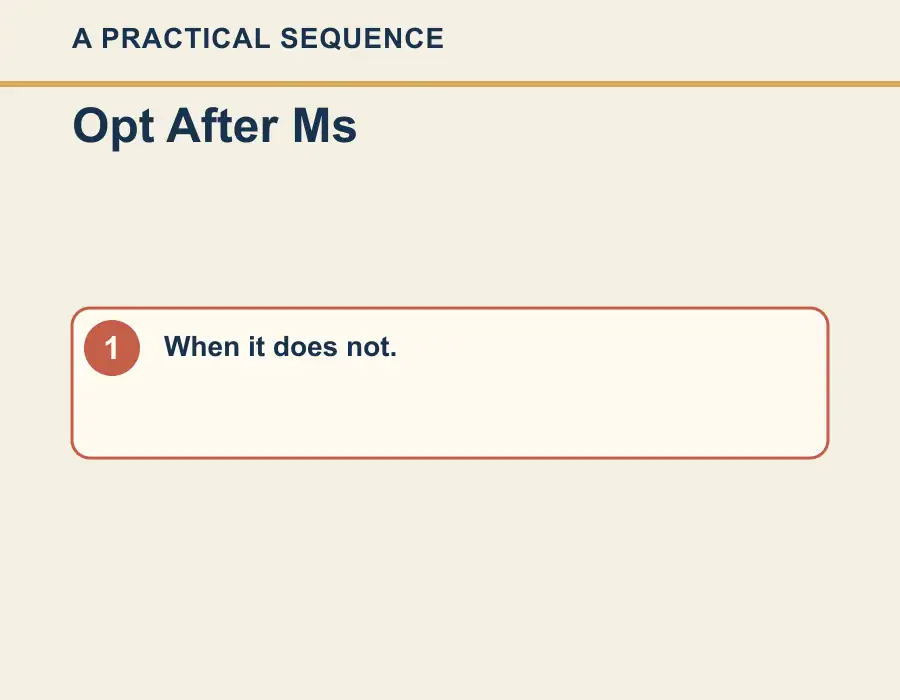 A PRACTICAL SEQUENCE
Opt After Ms
1 When it does not.